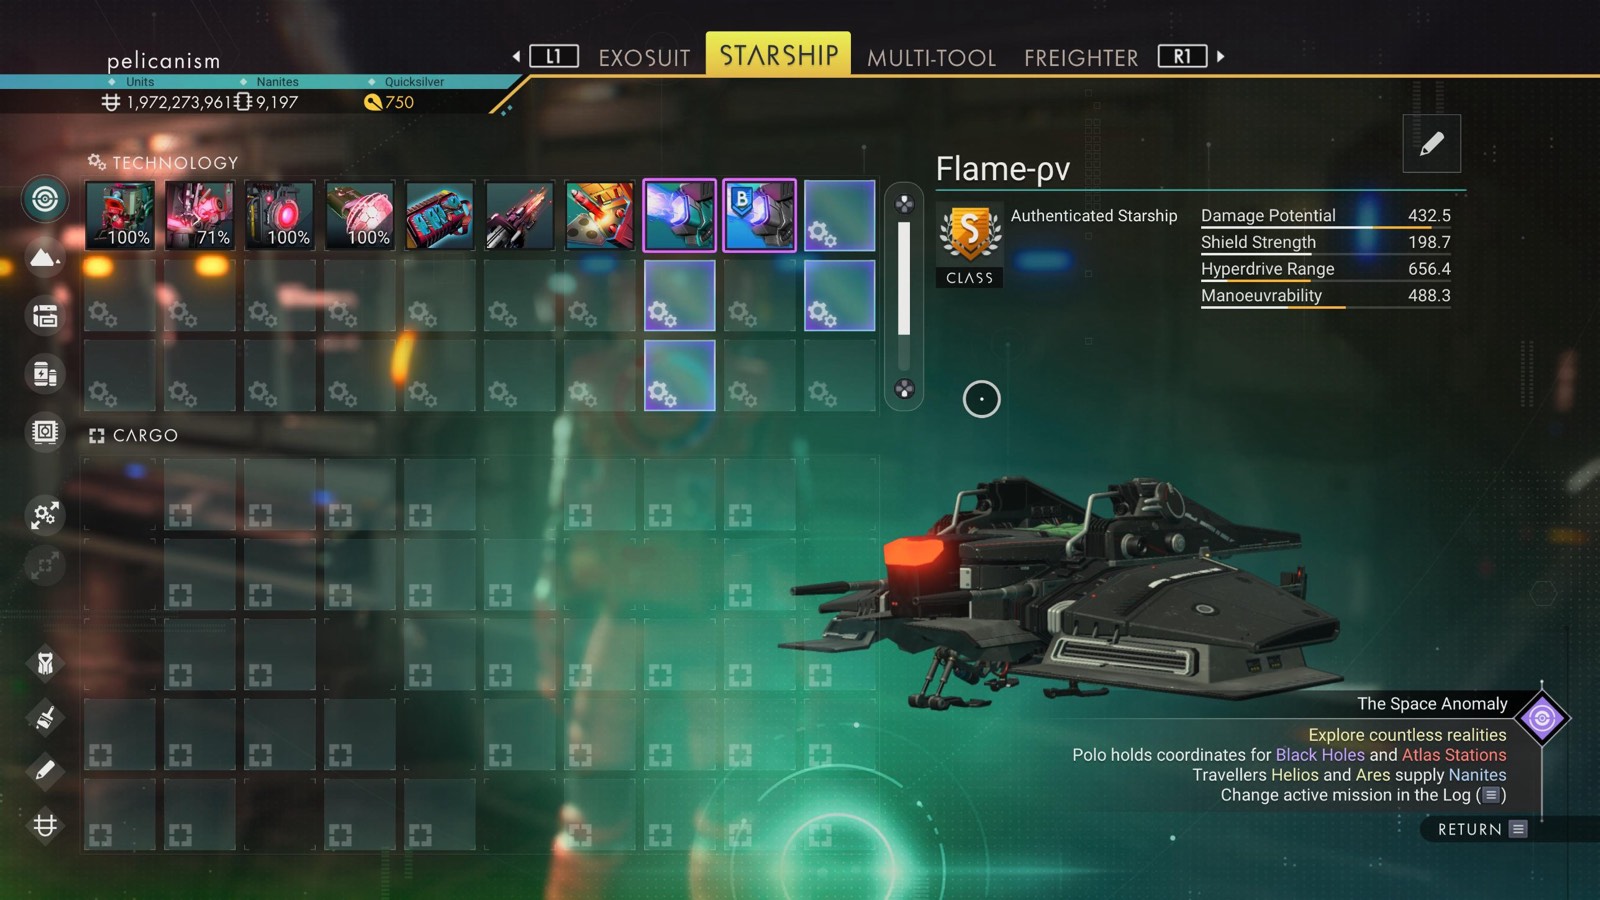 pelicanism
L1 EXOSUIT STARSHIP MULTI-TOOL FREIGHTER R1
Units Nanites Quicksilver
1,972,273,961 9,197 750
TECHNOLOGY
100% 71% 100% 100% B
CARGO
Flame-pv
S
CLASS
Authenticated Starship
Damage Potential 432.5
Shield Strength 198.7
Hyperdrive Range 656.4
Manoeuvrability 488.3
The Space Anomaly
Explore countless realities
Polo holds coordinates for Black Holes and Atlas Stations
Travellers Helios and Ares supply Nanites
Change active mission in the Log ( )
RETURN